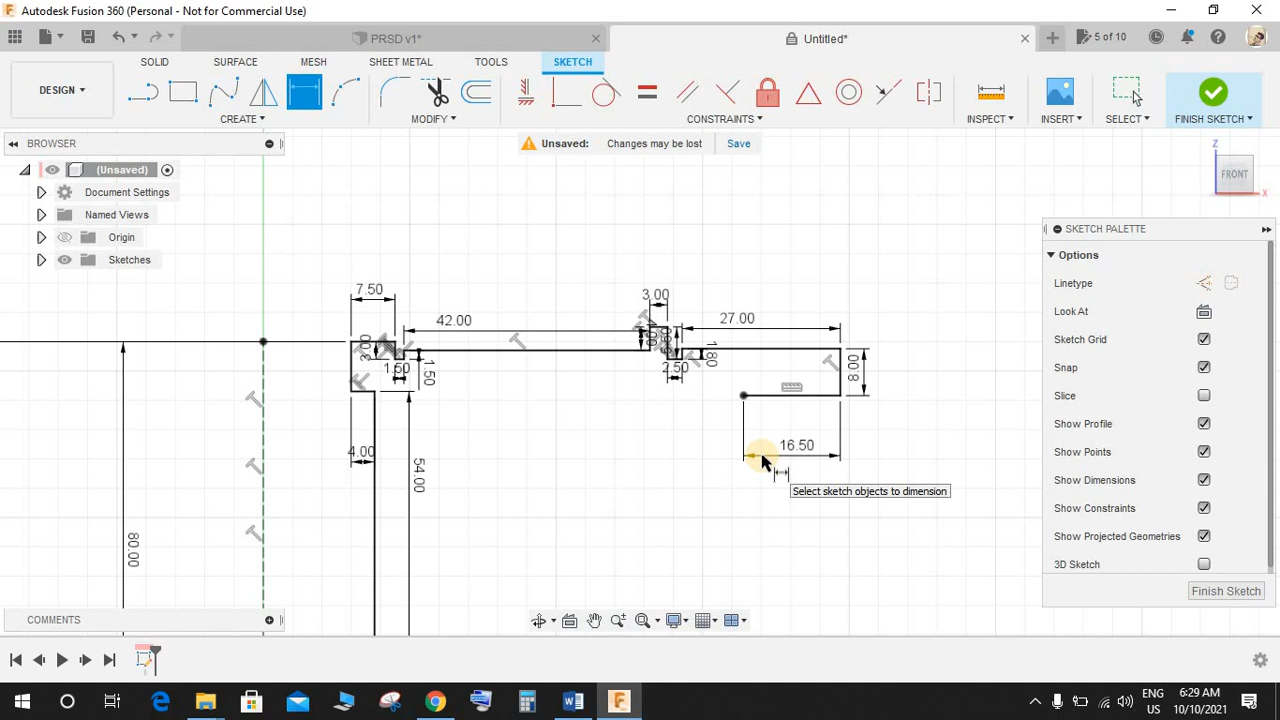 Autodesk Fusion 360 (Personal - Not for Commercial Use)
PRSD v1*
Untitled*
5 of 10
SOLID
SURFACE
MESH
SHEET METAL
TOOLS
SKETCH
DESIGN
CREATE
MODIFY
CONSTRAINTS
INSPECT
INSERT
SELECT
FINISH SKETCH
BROWSER
Unsaved:
Changes may be lost
Save
(Unsaved)
Document Settings
Named Views
Origin
Sketches
Z
FRONT
X
SKETCH PALETTE
Options
Linetype
Look At
Sketch Grid
Snap
Slice
Show Profile
Show Points
Show Dimensions
Show Constraints
Show Projected Geometries
3D Sketch
Finish Sketch
7.50
42.00
3.00
27.00
3.00
1.50
1.50
2.50
1.80
8.00
4.00
54.00
16.50
80.00
Select sketch objects to dimension
COMMENTS
ENG
US
6:29 AM
10/10/2021